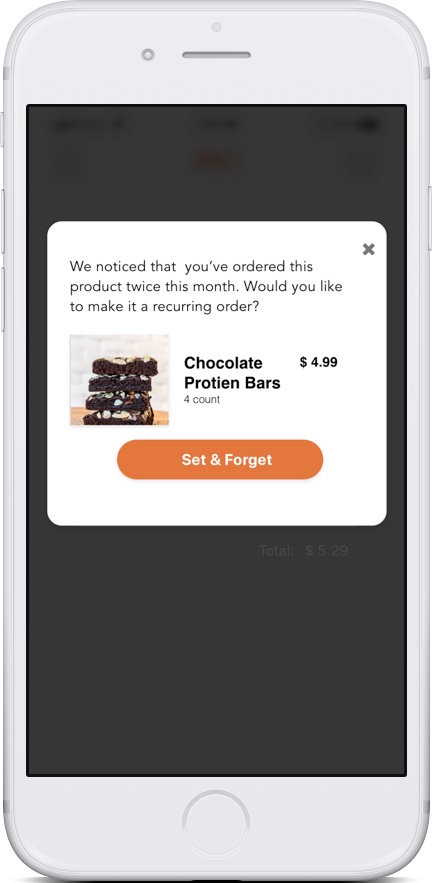 We noticed that  you’ve ordered this
product twice this month. Would you like
to make it a recurring order?
Chocolate
Protien Bars
$ 4.99
4 count
Set & Forget
Total: $ 5.29